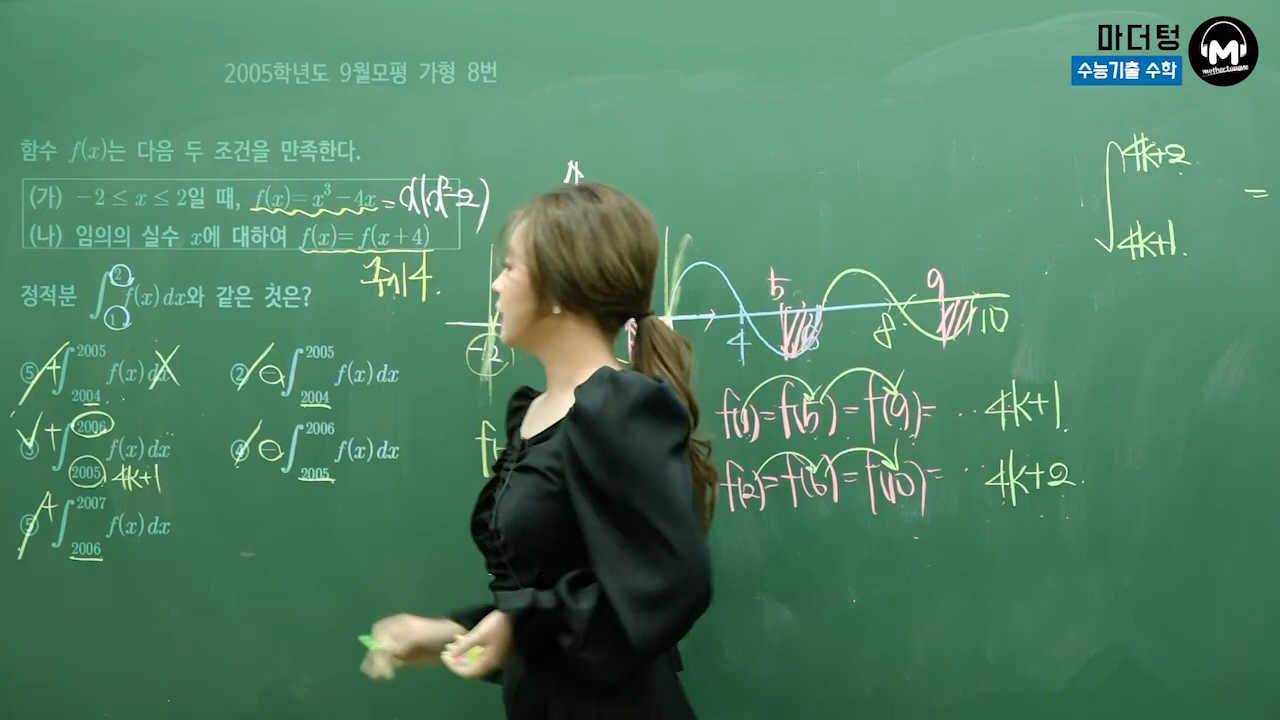 마더텅
수능기출 수학
M
mothertongue
2005학년도 9월모평 가형 8번
함수 f(x)는 다음 두 조건을 만족한다.
(가) −2 ≤ x ≤ 2일 때, f(x)=x³−4x =x(x²−2)
(나) 임의의 실수 x에 대하여 f(x)=f(x+4)
주기 4.
정적분 ∫₁² f(x)dx와 같은 것은?
∫₂₀₀₄²⁰⁰⁵ f(x)dx
② ⊖ ∫₂₀₀₄²⁰⁰⁵ f(x)dx
③ + ∫₂₀₀₅²⁰⁰⁶ f(x)dx
4k+1
④ ⊖ ∫₂₀₀₅²⁰⁰⁶ f(x)dx
⑤ ∫₂₀₀₆²⁰⁰⁷ f(x)dx
−2 4 5 6 8 9 10
f(1)=f(5)=f(9)= ⋯ 4k+1
f(2)=f(6)=f(10)= ⋯ 4k+2
∫ 4k+2
4k+1 =